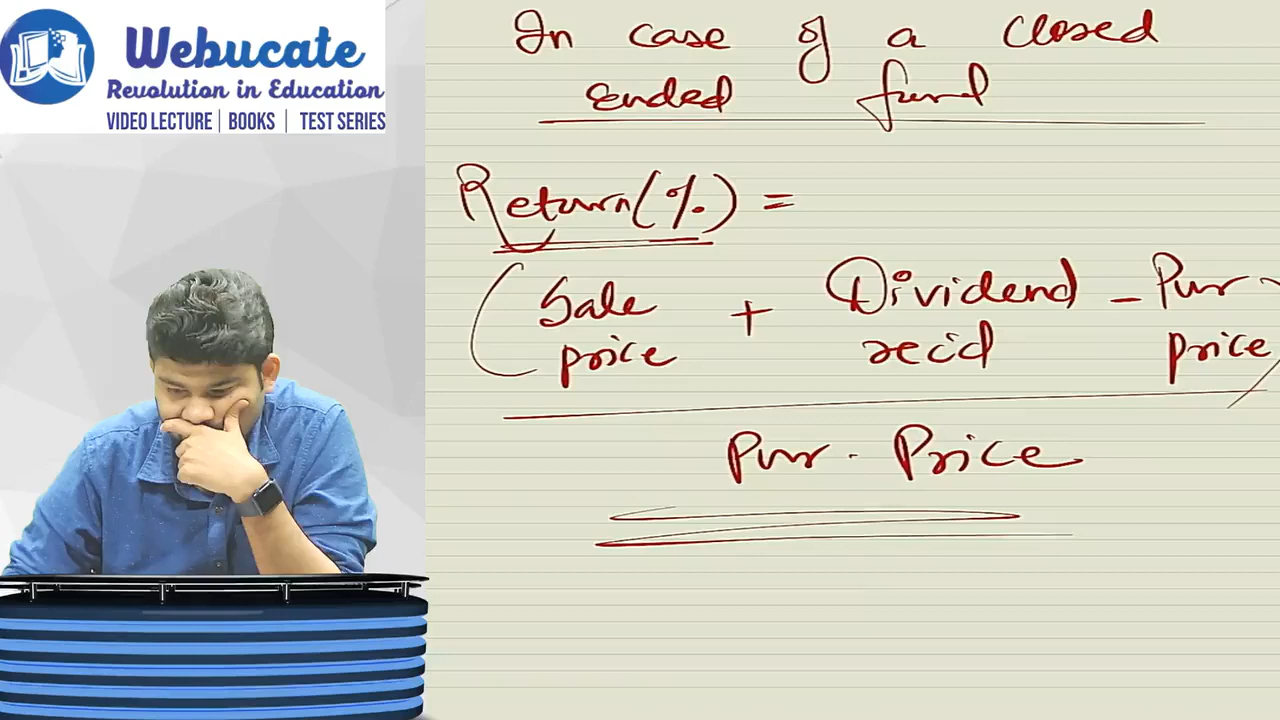 Webucate
Revolution in Education
VIDEO LECTURE | BOOKS | TEST SERIES
In case of a closed
ended fund
Return(%) =
(Sale price + Dividend recid - Pur. price)
Pur. Price